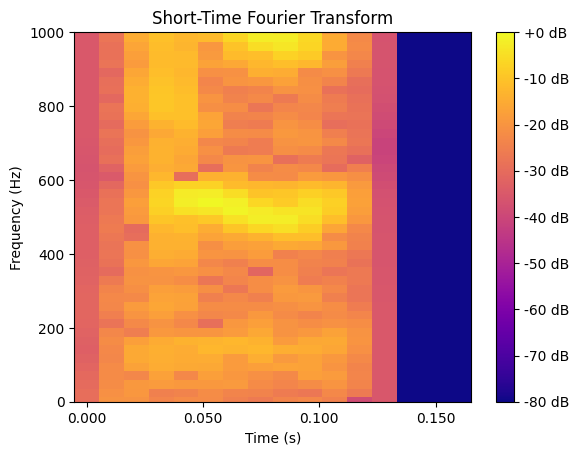 Short-Time Fourier Transform
Frequency (Hz)
1000
800
600
400
200
0
0.000
0.050
0.100
0.150
Time (s)
+0 dB
-10 dB
-20 dB
-30 dB
-40 dB
-50 dB
-60 dB
-70 dB
-80 dB